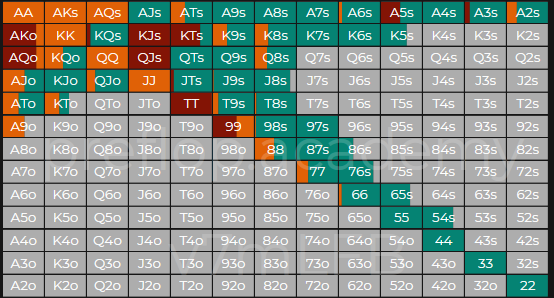 AA AKs AQs AJs ATs A9s A8s A7s A6s A5s A4s A3s A2s
AKo KK KQs KJs KTs K9s K8s K7s K6s K5s K4s K3s K2s
AQo KQo QQ QJs QTs Q9s Q8s Q7s Q6s Q5s Q4s Q3s Q2s
AJo KJo QJo JJ JTs J9s J8s J7s J6s J5s J4s J3s J2s
ATo KTo QTo JTo TT T9s T8s T7s T6s T5s T4s T3s T2s
A9o K9o Q9o J9o T9o 99 98s 97s 96s 95s 94s 93s 92s
A8o K8o Q8o J8o T8o 98o 88 87s 86s 85s 84s 83s 82s
preflop.academy
A7o K7o Q7o J7o T7o 97o 87o 77 76s 75s 74s 73s 72s
A6o K6o Q6o J6o T6o 96o 86o 76o 66 65s 64s 63s 62s
A5o K5o Q5o J5o T5o 95o 85o 75o 65o 55 54s 53s 52s
A4o K4o Q4o J4o T4o 94o 84o 74o 64o 54o 44 43s 42s
A3o K3o Q3o J3o T3o 93o 83o 73o 63o 53o 43o 33 32s
A2o K2o Q2o J2o T2o 92o 82o 72o 62o 52o 42o 32o 22